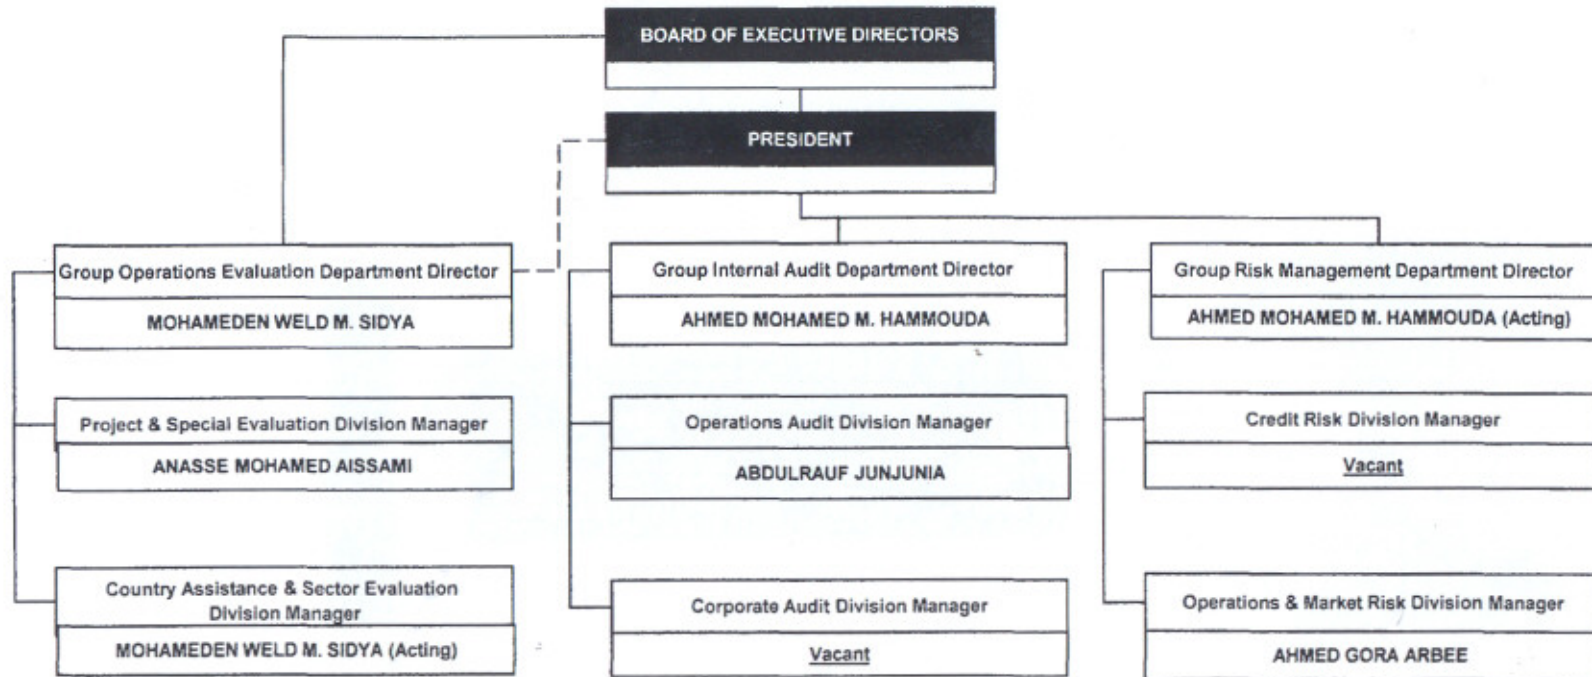 BOARD OF EXECUTIVE DIRECTORS
PRESIDENT
Group Operations Evaluation Department Director
MOHAMEDEN WELD M. SIDYA
Project & Special Evaluation Division Manager
ANASSE MOHAMED AISSAMI
Country Assistance & Sector Evaluation
Division Manager
MOHAMEDEN WELD M. SIDYA (Acting)
Group Internal Audit Department Director
AHMED MOHAMED M. HAMMOUDA
Operations Audit Division Manager
ABDULRAUF JUNJUNIA
Corporate Audit Division Manager
Vacant
Group Risk Management Department Director
AHMED MOHAMED M. HAMMOUDA (Acting)
Credit Risk Division Manager
Vacant
Operations & Market Risk Division Manager
AHMED GORA ARBEE